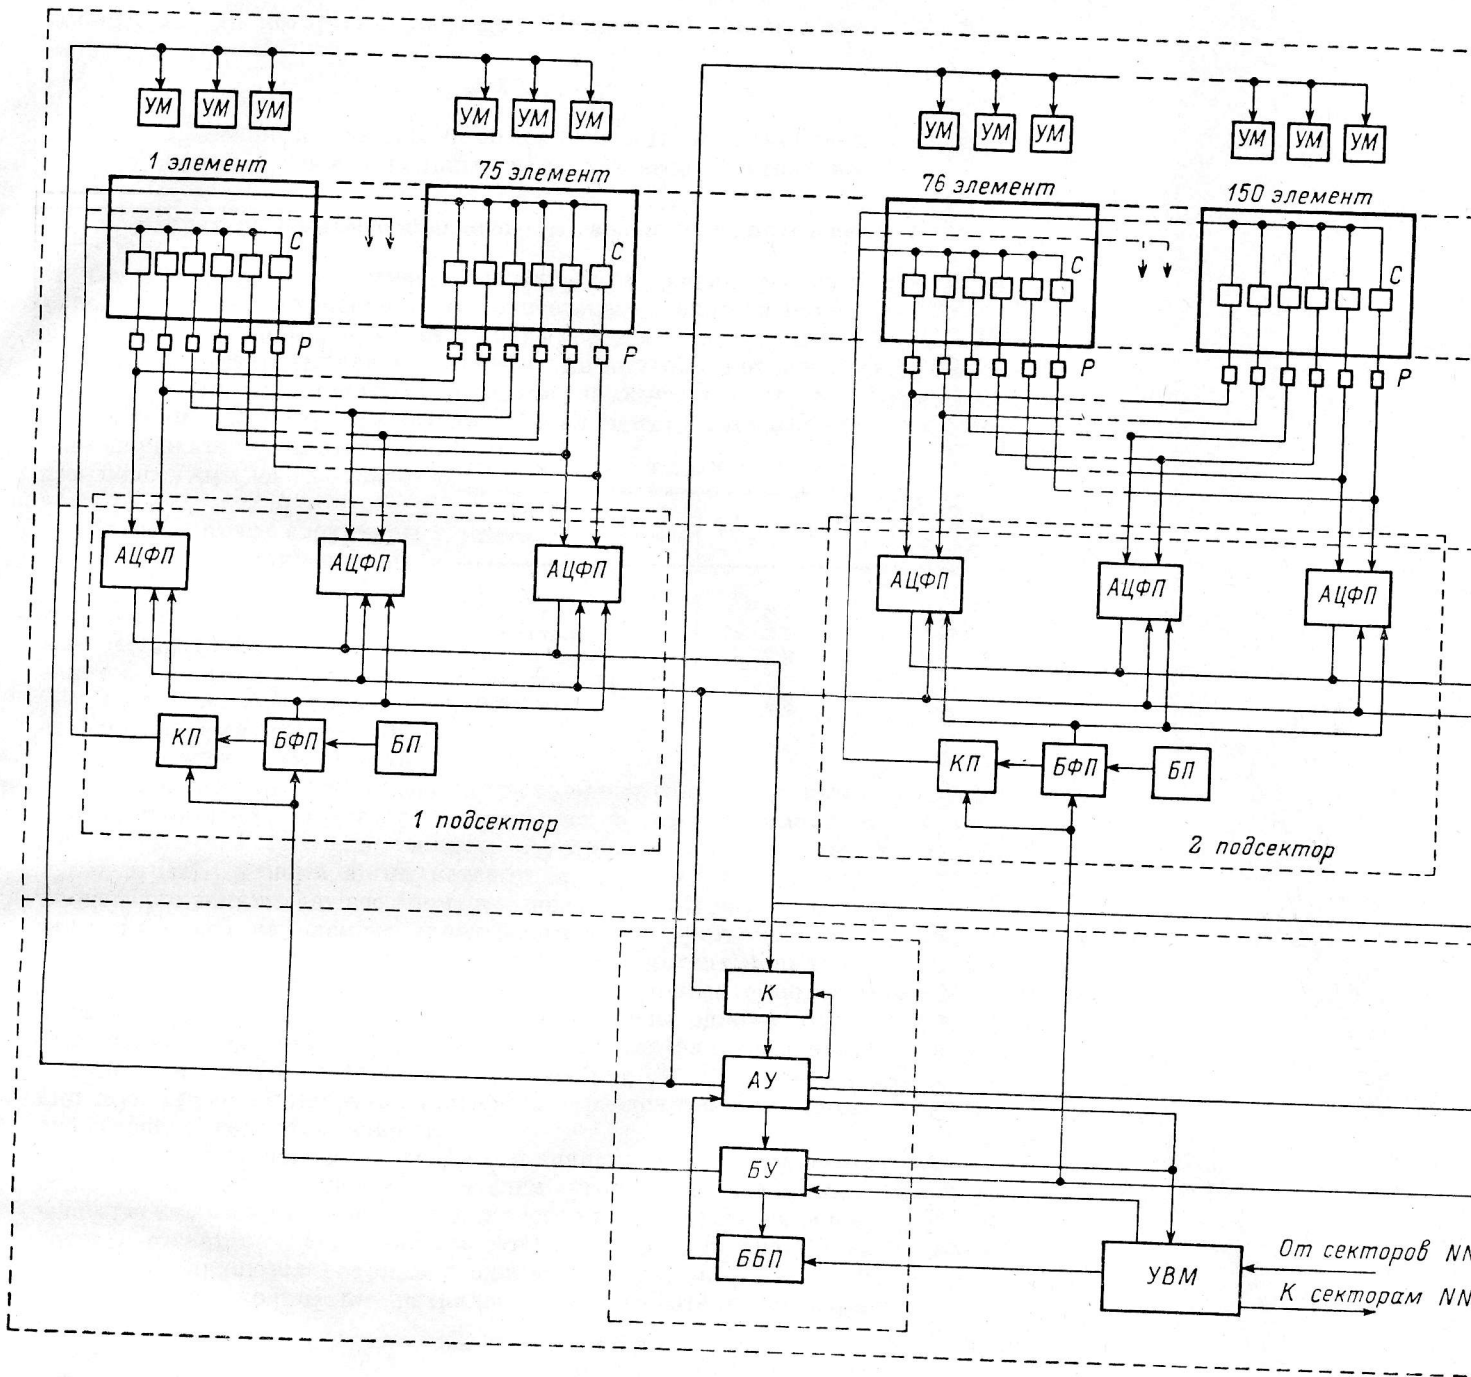 УМ УМ УМ УМ УМ УМ УМ УМ УМ УМ УМ УМ
1 элемент 75 элемент 76 элемент 150 элемент
С С С
Р Р Р
АЦФП АЦФП АЦФП АЦФП АЦФП АЦФП
КП БФП БП КП БФП БП
1 подсектор 2 подсектор
К
АУ
БУ
ББП УВМ
От секторов NN
К секторам NN